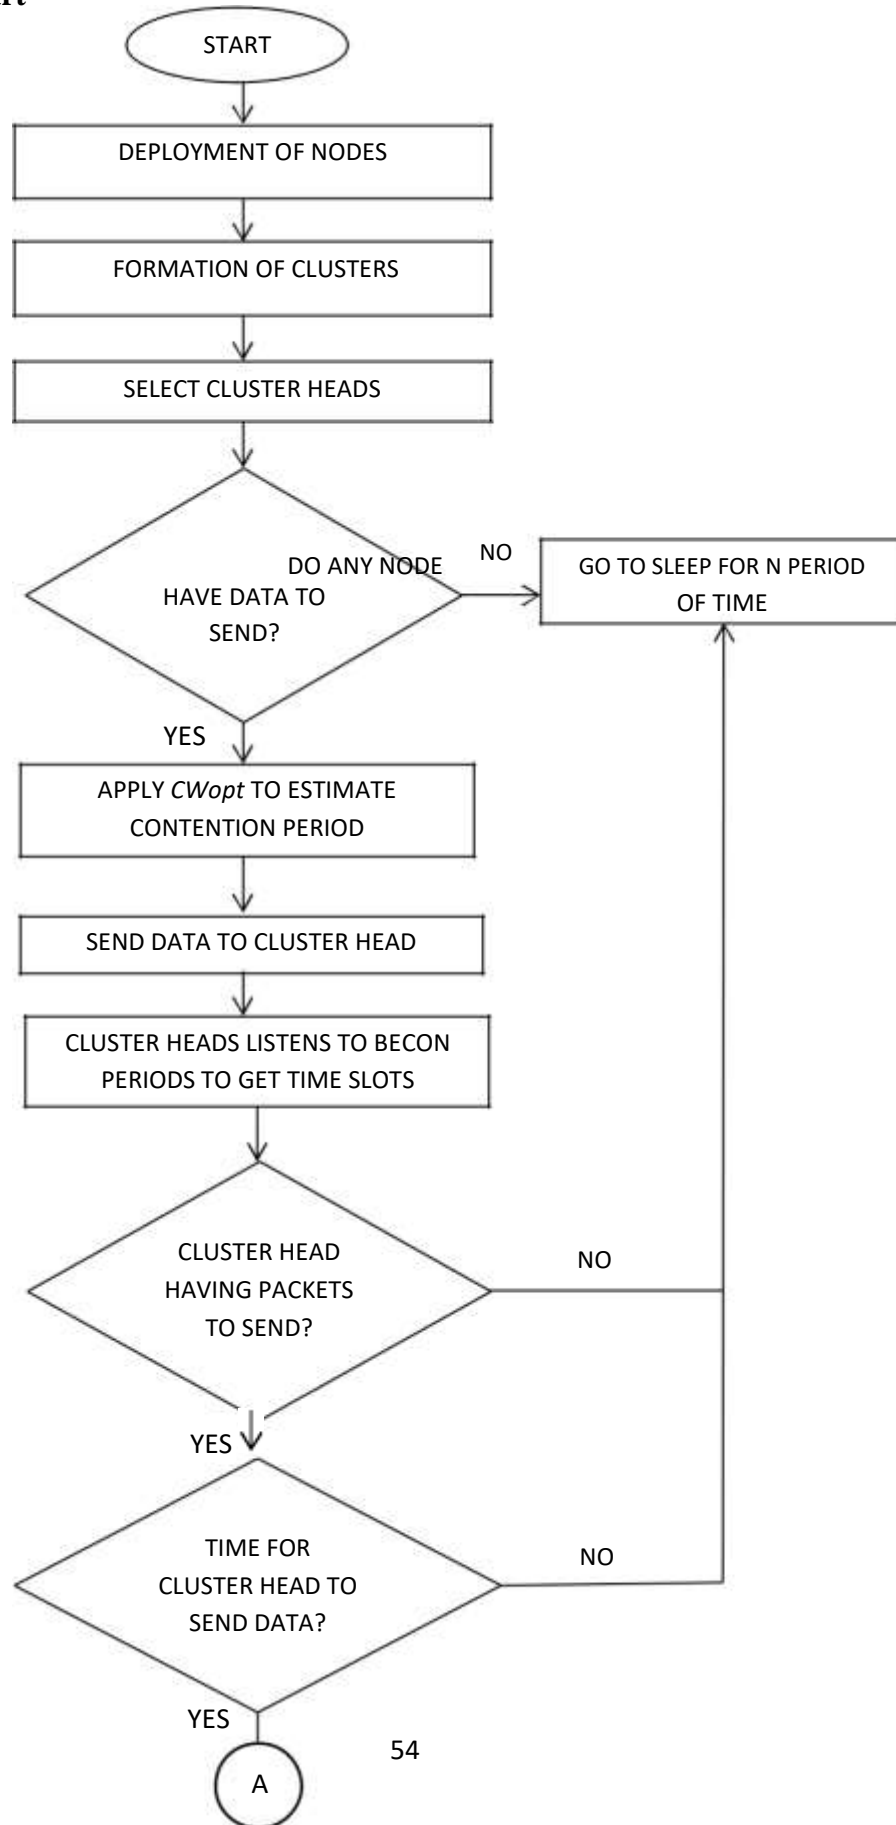 START
DEPLOYMENT OF NODES
FORMATION OF CLUSTERS
SELECT CLUSTER HEADS
DO ANY NODE
HAVE DATA TO
SEND?
NO
GO TO SLEEP FOR N PERIOD
OF TIME
YES
APPLY CWopt TO ESTIMATE
CONTENTION PERIOD
SEND DATA TO CLUSTER HEAD
CLUSTER HEADS LISTENS TO BECON
PERIODS TO GET TIME SLOTS
CLUSTER HEAD
HAVING PACKETS
TO SEND?
NO
YES
TIME FOR
CLUSTER HEAD TO
SEND DATA?
NO
YES
54
A